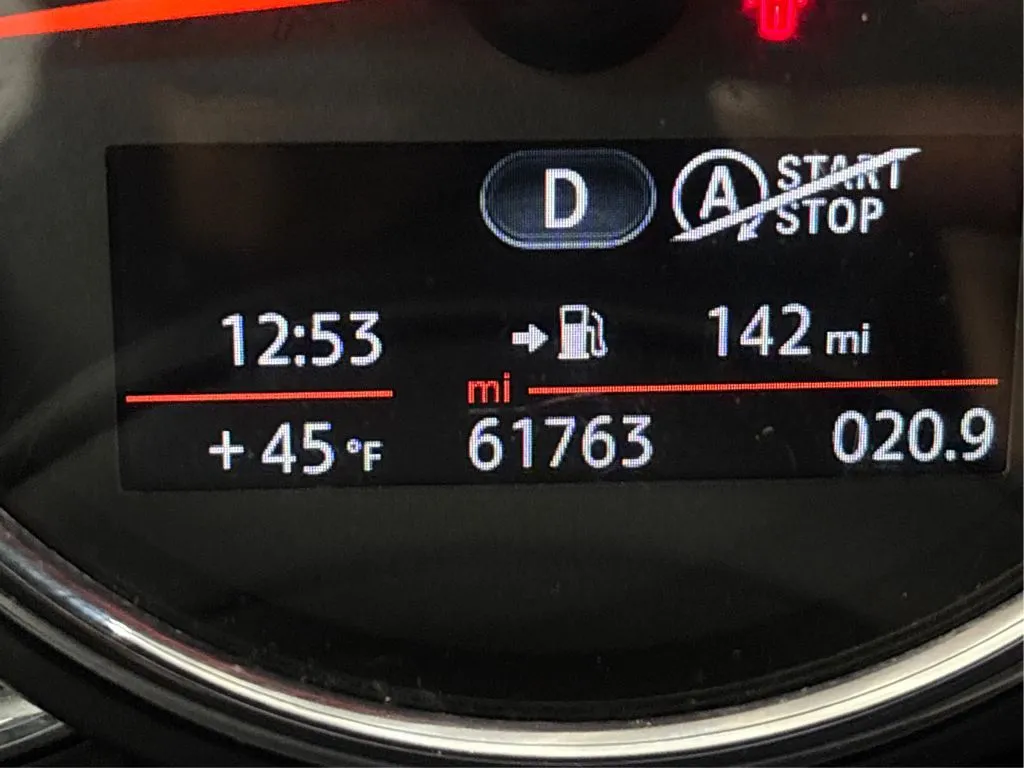 D A START
STOP
12:53 142 mi
mi
+45 °F 61763 020.9